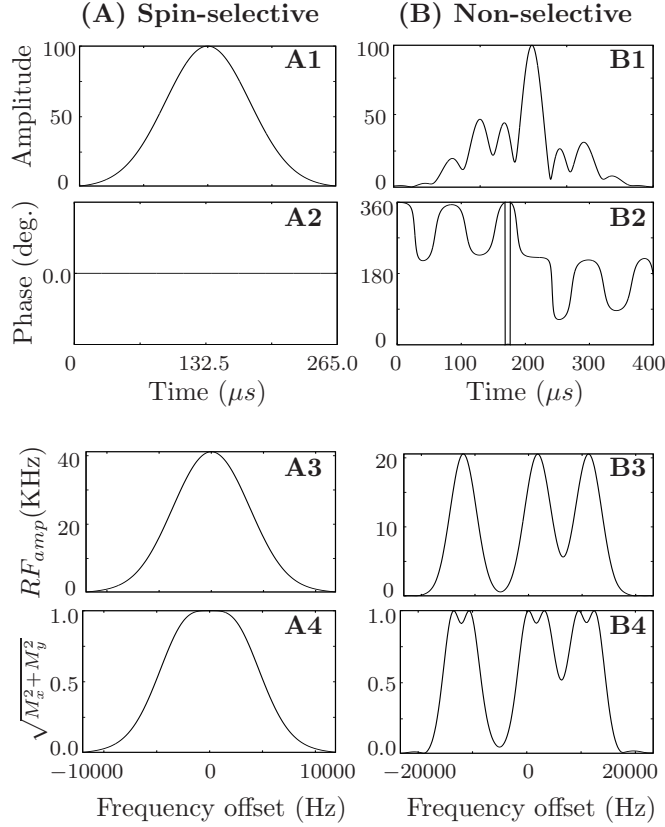 (A) Spin-selective (B) Non-selective
A1 B1
Amplitude
100 50 0
100 50 0
A2 B2
Phase (deg.)
0.0
360 180 0
0 132.5 265.0
0 100 200 300 400
Time (μs) Time (μs)
A3 B3
RF_{amp}(KHz)
40 20 0
20 10 0
A4 B4
√M_x^2+M_y^2
1.0 0.5 0.0
1.0 0.5 0.0
−10000 0 10000
−20000 0 20000
Frequency offset (Hz) Frequency offset (Hz)